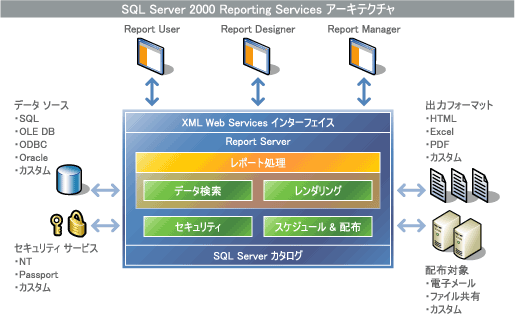 SQL Server 2000 Reporting Services アーキテクチャ
Report User
Report Designer
Report Manager
データ ソース
・SQL
・OLE DB
・ODBC
・Oracle
・カスタム
セキュリティ サービス
・NT
・Passport
・カスタム
XML Web Services インターフェイス
Report Server
レポート処理
データ検索
レンダリング
セキュリティ
スケジュール & 配布
SQL Server カタログ
出力フォーマット
・HTML
・Excel
・PDF
・カスタム
配布対象
・電子メール
・ファイル共有
・カスタム